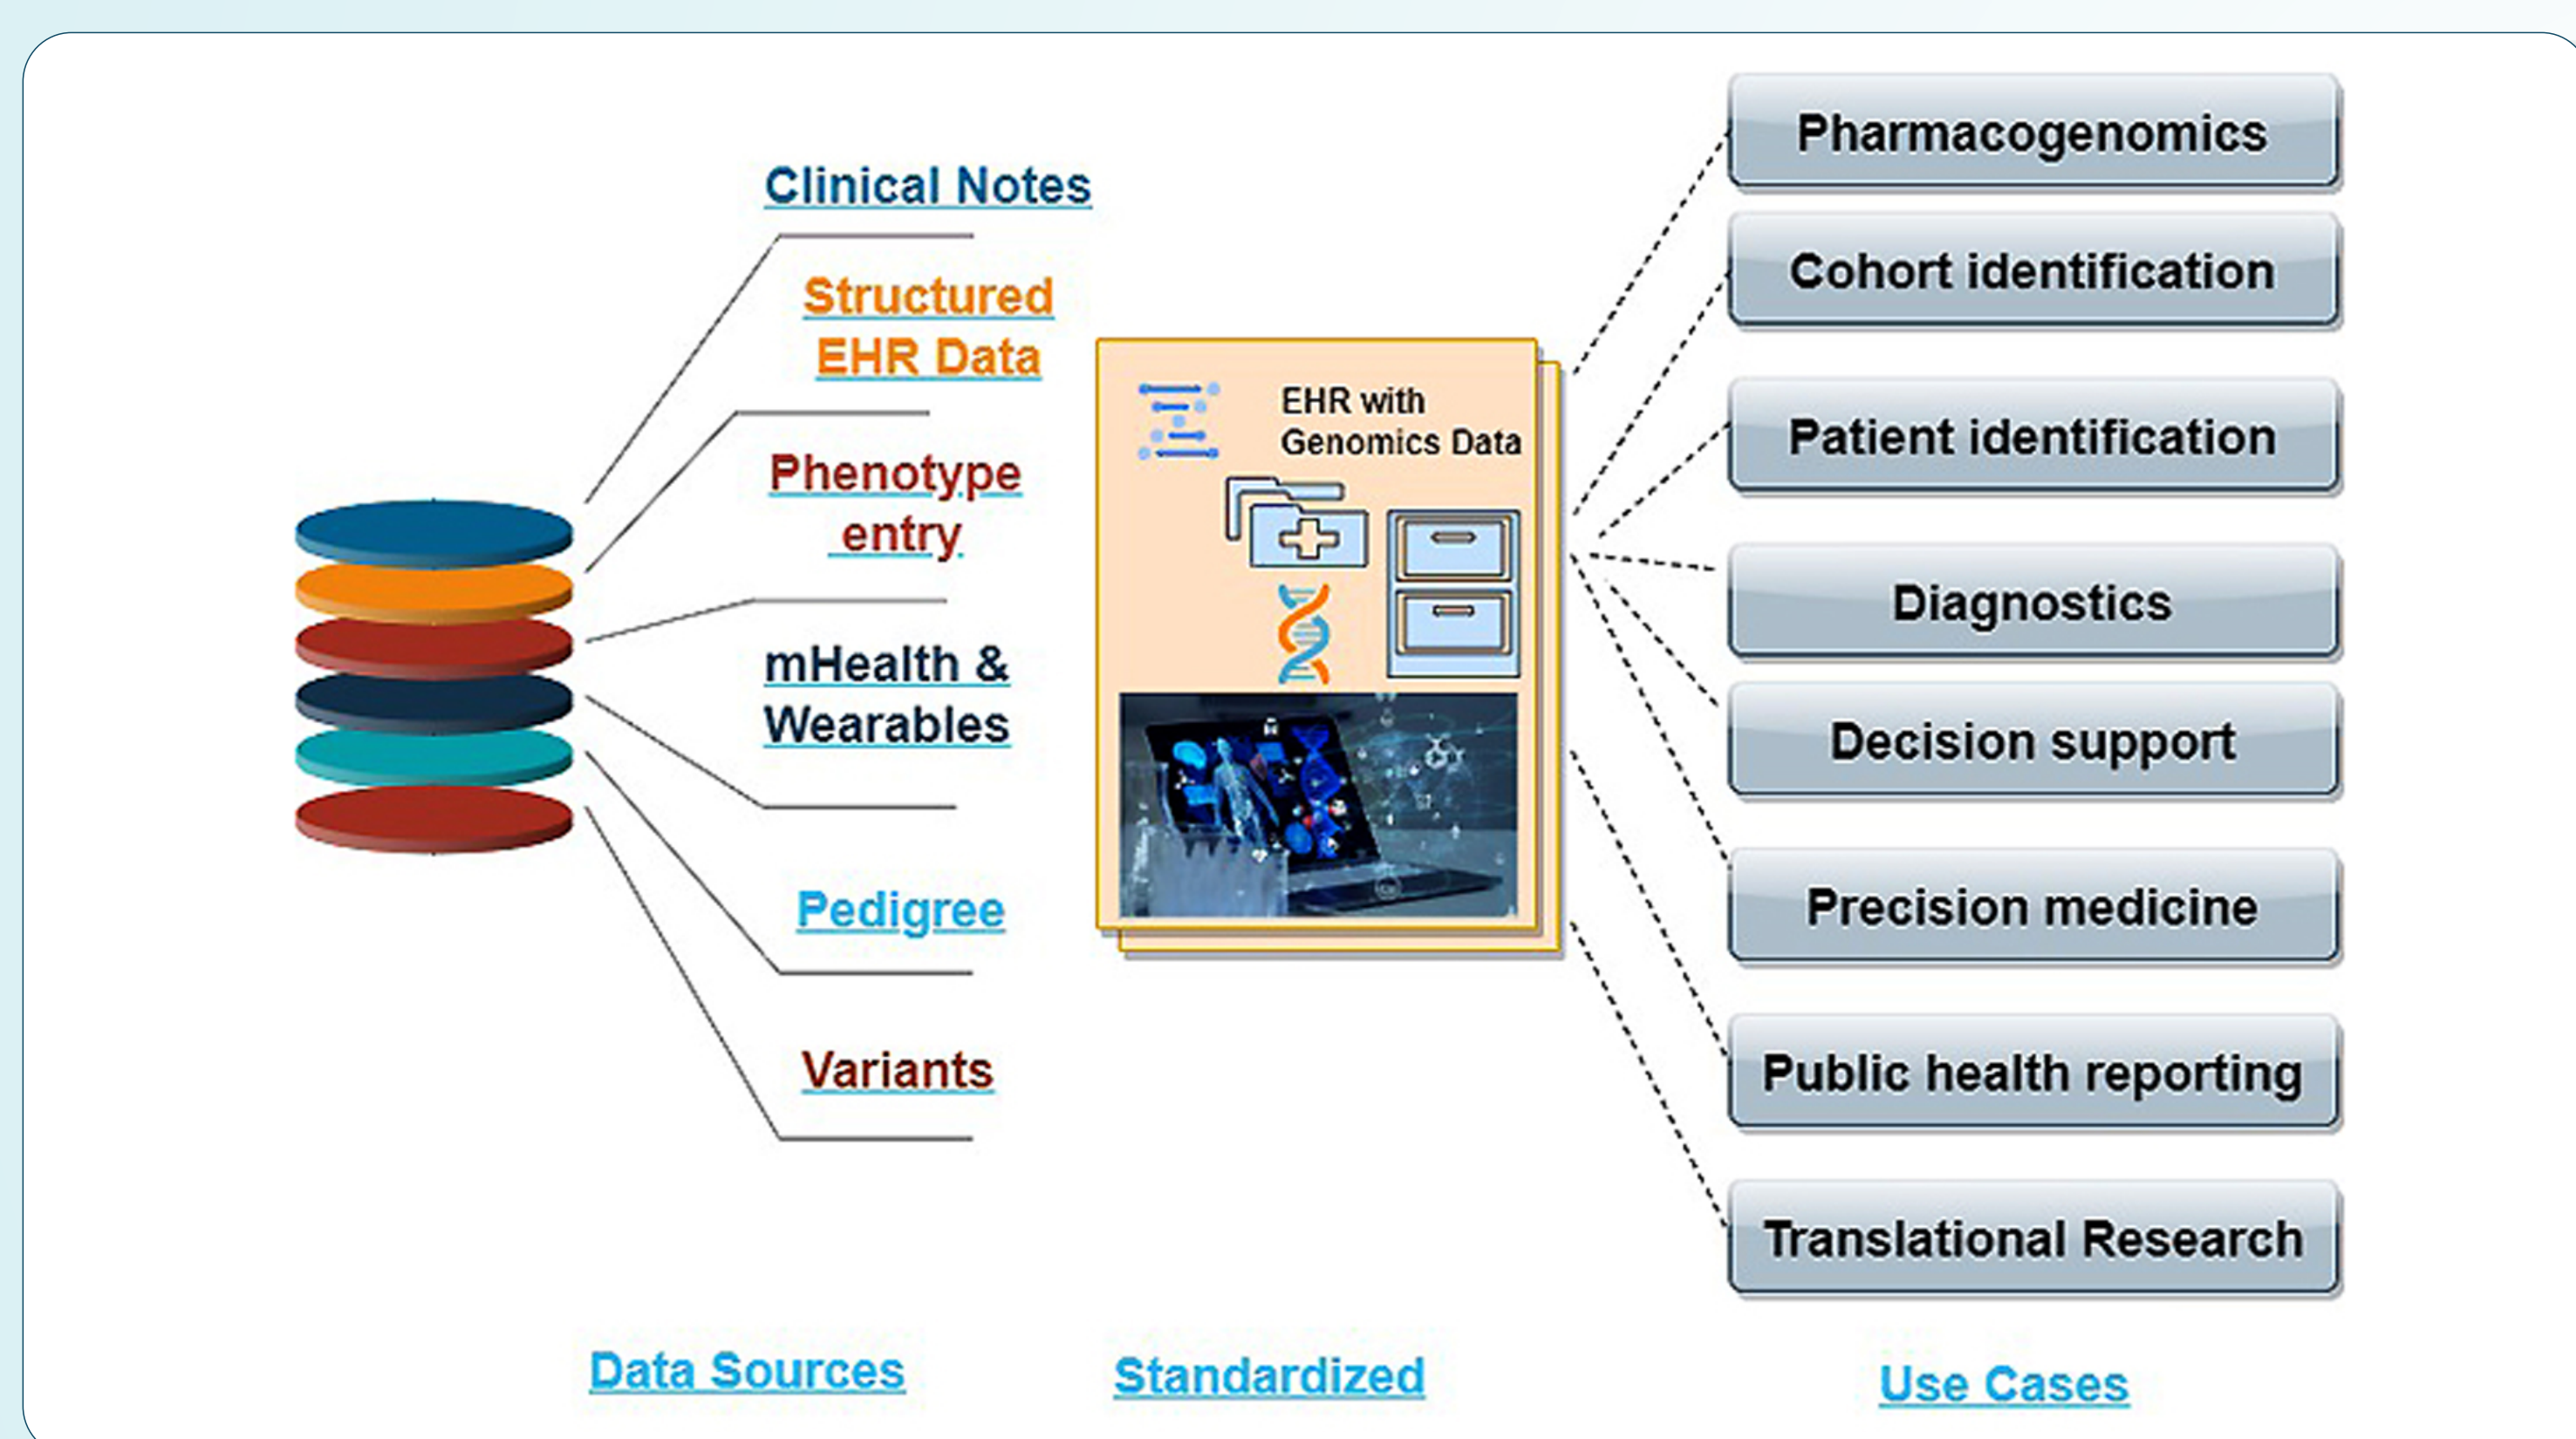 Clinical Notes
Structured
EHR Data
Phenotype
entry
mHealth &
Wearables
Pedigree
Variants
EHR with
Genomics Data
Pharmacogenomics
Cohort identification
Patient identification
Diagnostics
Decision support
Precision medicine
Public health reporting
Translational Research
Data Sources
Standardized
Use Cases